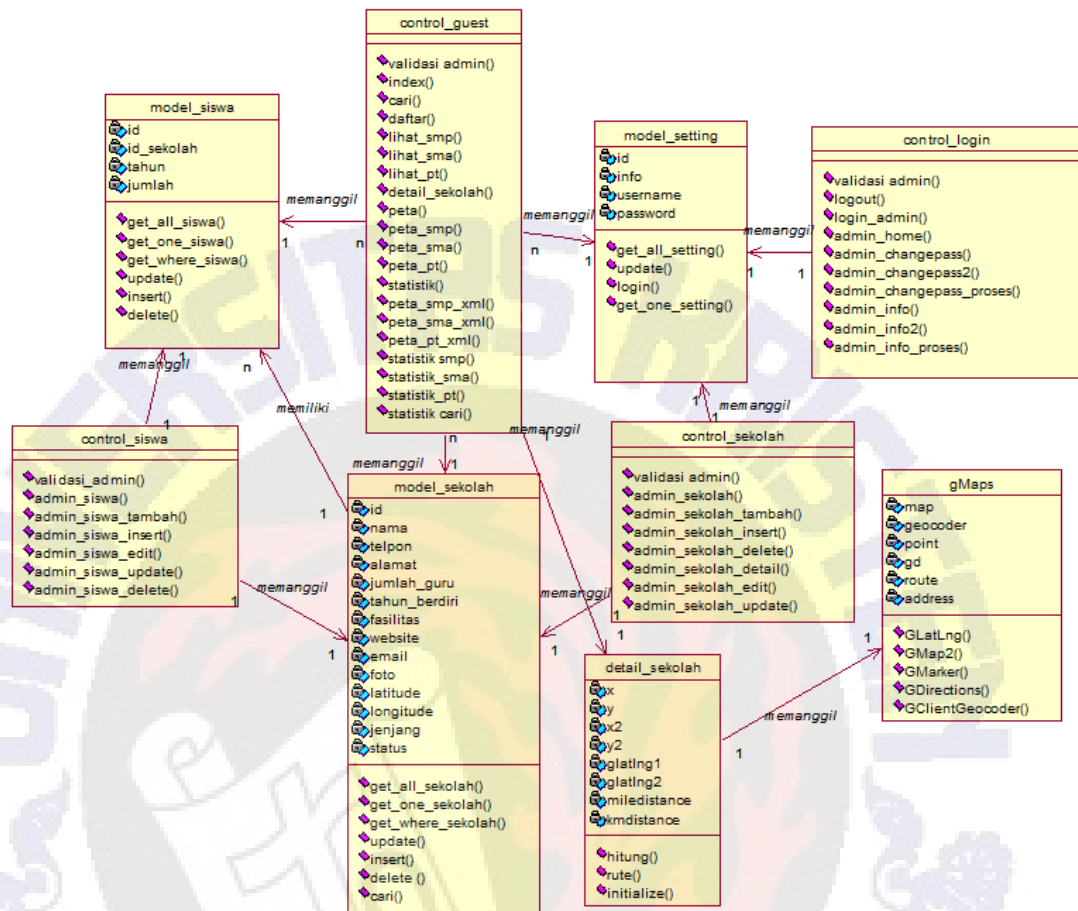 control_guest
validasi admin()
index()
cari()
daftar()
lihat_smp()
lihat_sma()
lihat_pt()
detail_sekolah()
peta()
peta_smp()
peta_sma()
peta_pt()
statistik()
peta_smp_xml()
peta_sma_xml()
peta_pt_xml()
statistik smp()
statistik_sma()
statistik_pt()
statistik cari()
model_siswa
id
id_sekolah
tahun
jumlah
get_all_siswa()
get_one_siswa()
get_where_siswa()
update()
insert()
delete()
memanggil
1
n
model_setting
id
info
username
password
get_all_setting()
update()
login()
get_one_setting()
memanggil
n
1
control_login
validasi admin()
logout()
login_admin()
admin_home()
admin_changepass()
admin_changepass2()
admin_changepass_proses()
admin_info()
admin_info2()
admin_info_proses()
memanggil
1
1
memanggil
1
1
n
memiliki
1
n
memanggil
1
memanggil
1
1
memanggil
1
1
control_siswa
validasi_admin()
admin_siswa()
admin_siswa_tambah()
admin_siswa_insert()
admin_siswa_edit()
admin_siswa_update()
admin_siswa_delete()
memanggil
1
1
model_sekolah
id
nama
telpon
alamat
jumlah_guru
tahun_berdiri
fasilitas
website
email
foto
latitude
longitude
jenjang
status
get_all_sekolah()
get_one_sekolah()
get_where_sekolah()
update()
insert()
delete ()
cari()
control_sekolah
validasi admin()
admin_sekolah()
admin_sekolah_tambah()
admin_sekolah_insert()
admin_sekolah_delete()
admin_sekolah_detail()
admin_sekolah_edit()
admin_sekolah_update()
memanggil
1
1
detail_sekolah
x
y
x2
y2
glatlng1
glatlng2
miledistance
kmdistance
hitung()
rute()
initialize()
memanggil
1
1
gMaps
map
geocoder
point
gd
route
address
GLatLng()
GMap2()
GMarker()
GDirections()
GClientGeocoder()